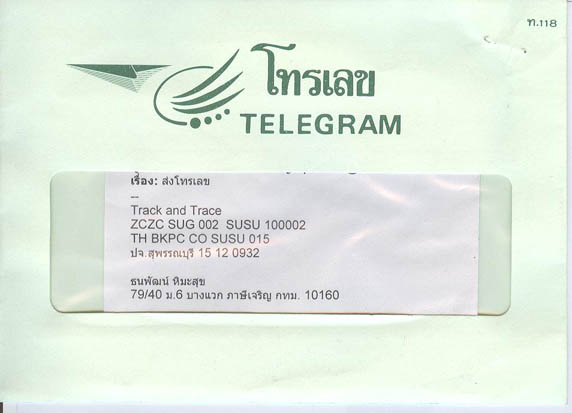 ท.118
โทรเลข
TELEGRAM
เรื่อง: ส่งโทรเลข
--
Track and Trace
ZCZC SUG 002 SUSU 100002
TH BKPC CO SUSU 015
ปจ.สุพรรณบุรี 15 12 0932
ธนพัฒน์ หิมะสุข
79/40 ม.6 บางแวก ภาษีเจริญ กทม. 10160